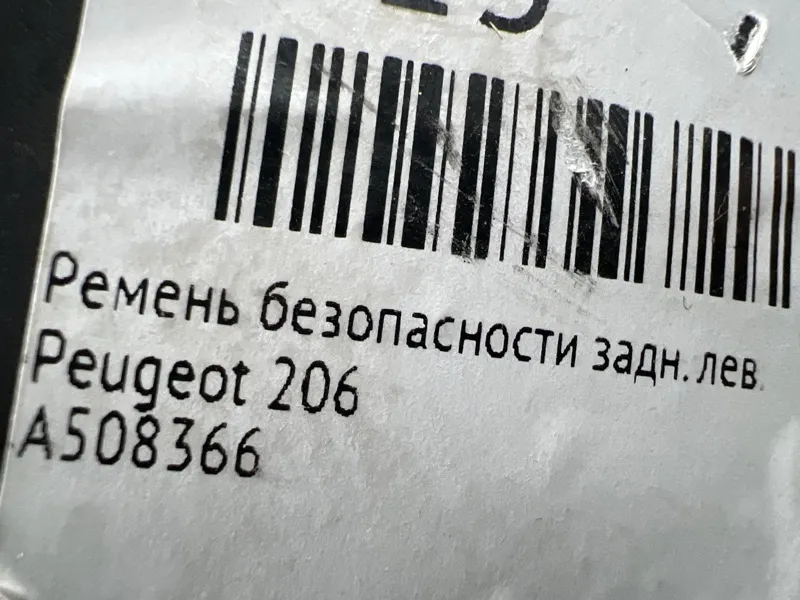 Ремень безопасности задн. лев.
Peugeot 206
A508366